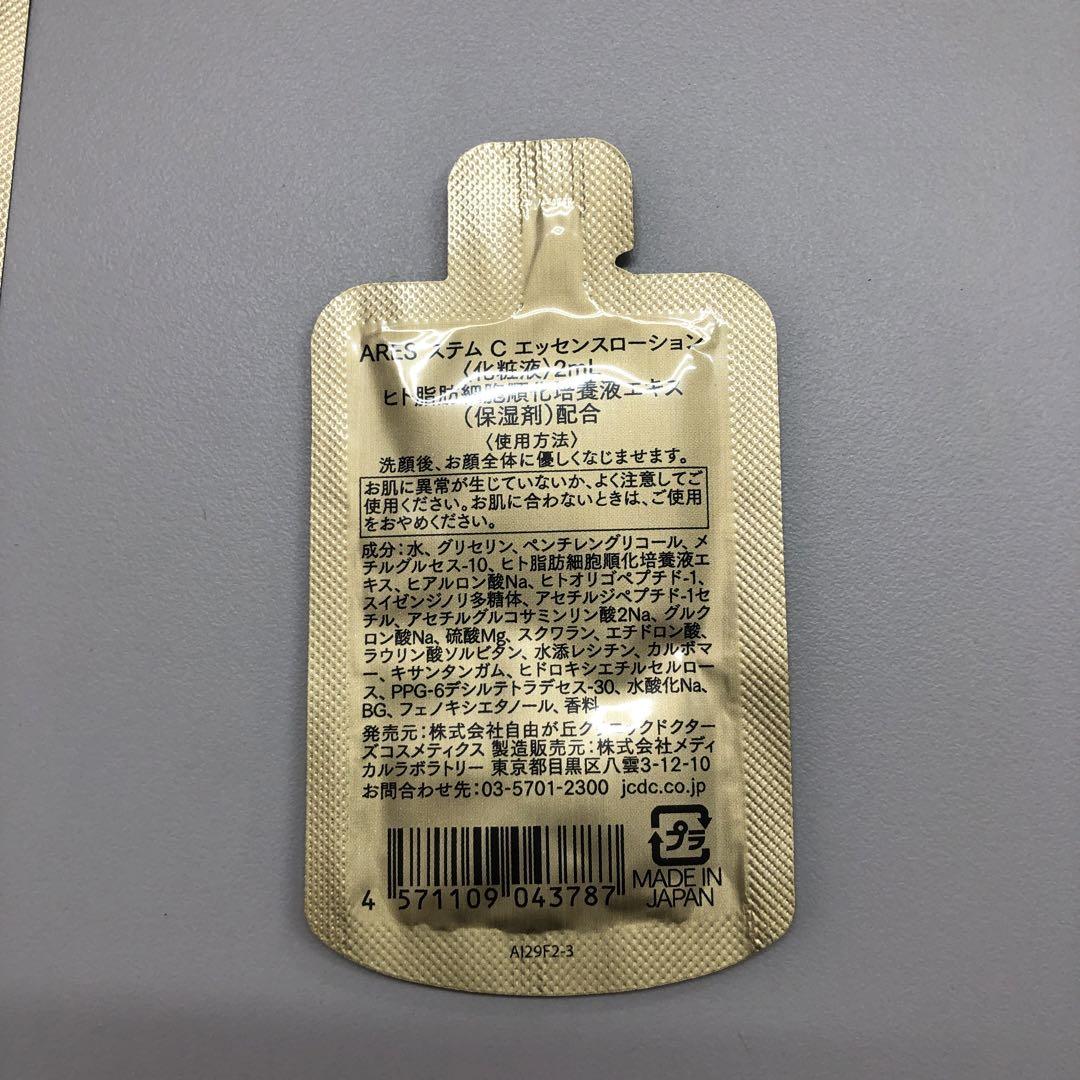 ARES ステム C エッセンスローション
〈化粧液〉2mL
ヒト脂肪細胞順化培養液エキス
(保湿剤)配合
〈使用方法〉
洗顔後、お顔全体に優しくなじませます。
お肌に異常が生じていないか、よく注意してご
使用ください。お肌に合わないときは、ご使用
をおやめください。
成分：水、グリセリン、ペンチレングリコール、メ
チルグルセス-10、ヒト脂肪細胞順化培養液エ
キス、ヒアルロン酸Na、ヒトオリゴペプチド-1、
スイゼンジノリ多糖体、アセチルジペプチド-1セ
チル、アセチルグルコサミンリン酸2Na、グルク
ロン酸Na、硫酸Mg、スクワラン、エチドロン酸、
ラウリン酸ソルビタン、水添レシチン、カルボマ
ー、キサンタンガム、ヒドロキシエチルセルロー
ス、PPG-6デシルテトラデセス-30、水酸化Na、
BG、フェノキシエタノール、香料
発売元：株式会社自由が丘クリニックドクター
ズコスメティクス 製造販売元：株式会社メディ
カルラボラトリー 東京都目黒区八雲3-12-10
お問合わせ先：03-5701-2300 jcdc.co.jp
プラ
4 571109 043787
MADE IN
JAPAN
AI29F2-3